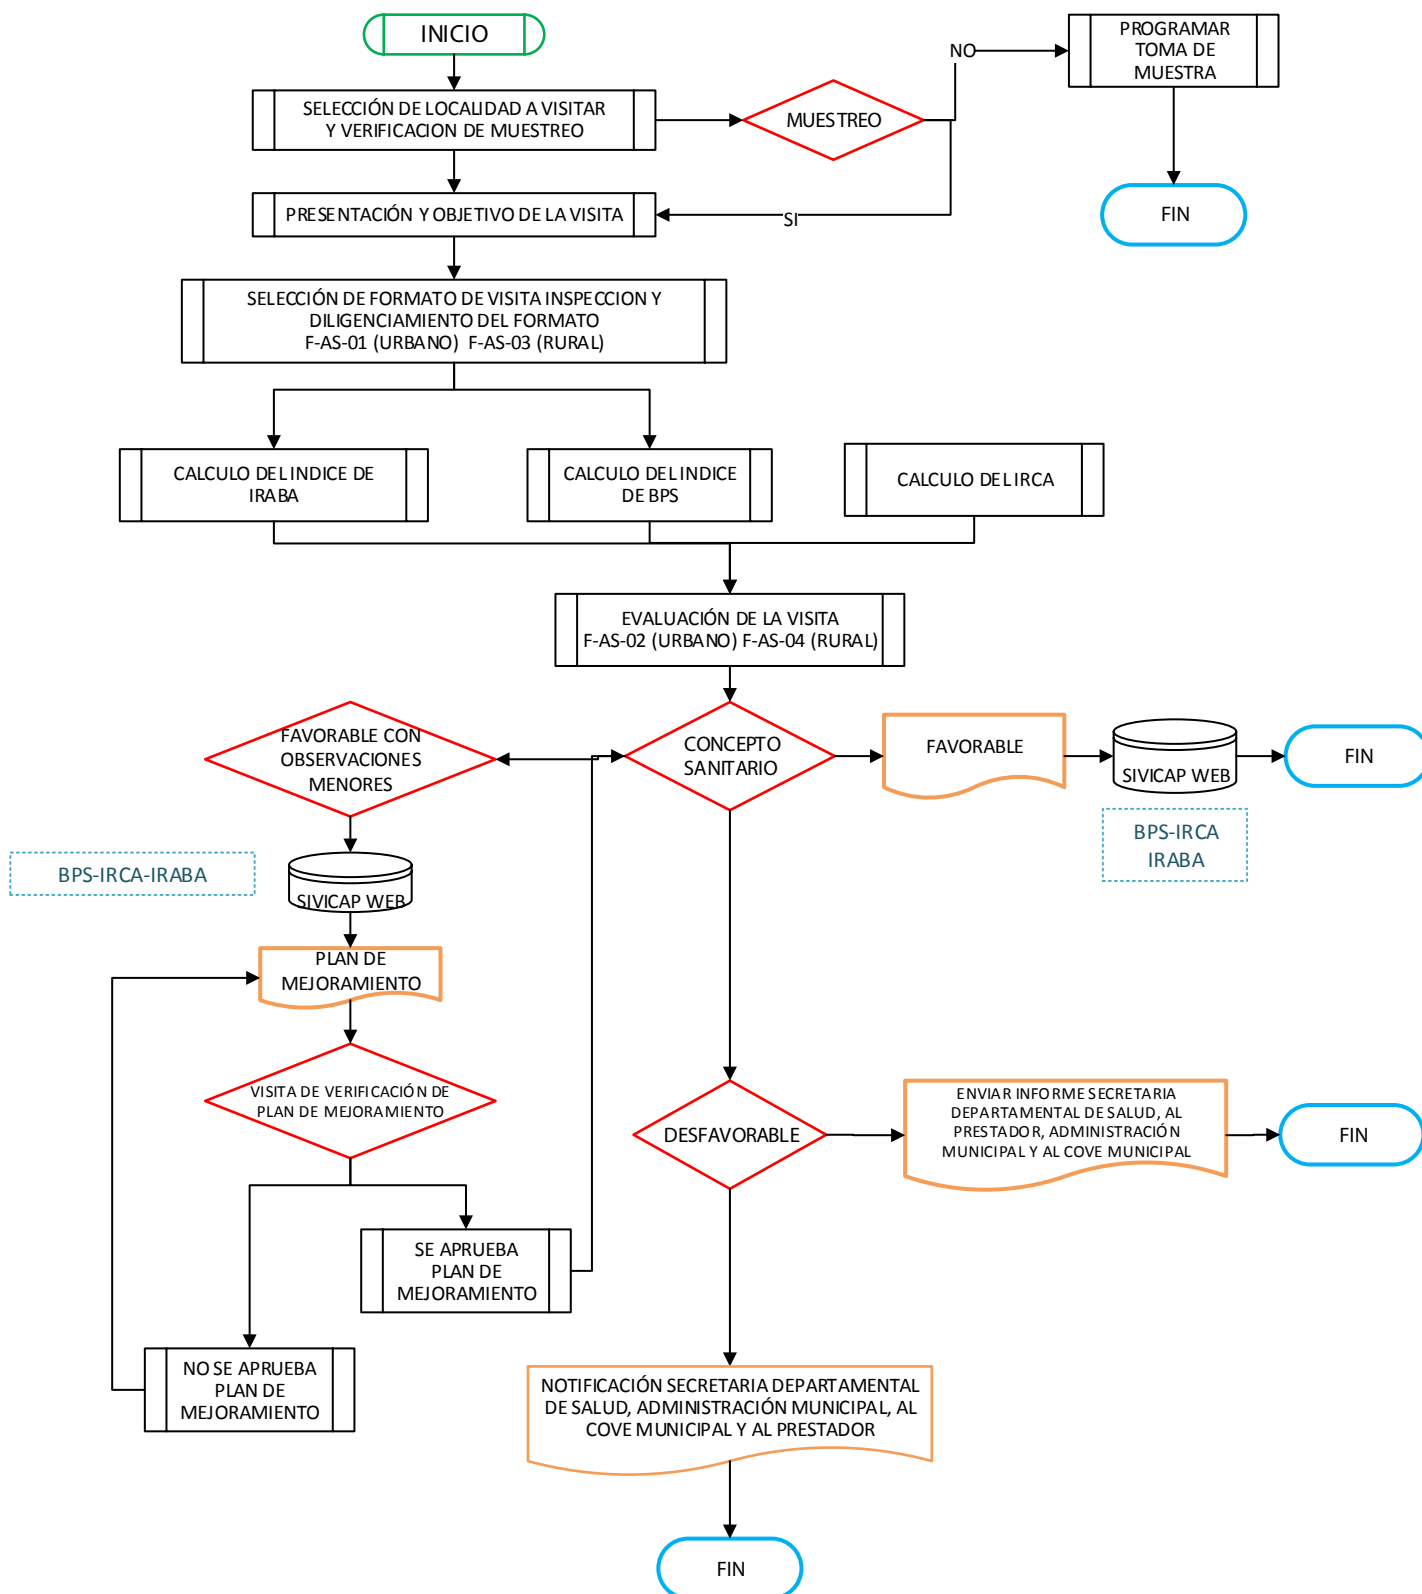 INICIO
NO
PROGRAMAR
TOMA DE
MUESTRA
SELECCIÓN DE LOCALIDAD A VISITAR
Y VERIFICACION DE MUESTREO
MUESTREO
PRESENTACIÓN Y OBJETIVO DE LA VISITA
SI
FIN
SELECCIÓN DE FORMATO DE VISITA INSPECCION Y
DILIGENCIAMIENTO DEL FORMATO
F-AS-01 (URBANO) F-AS-03 (RURAL)
CALCULO DEL INDICE DE
IRABA
CALCULO DEL INDICE
DE BPS
CALCULO DEL IRCA
EVALUACIÓN DE LA VISITA
F-AS-02 (URBANO) F-AS-04 (RURAL)
FAVORABLE CON
OBSERVACIONES
MENORES
CONCEPTO
SANITARIO
FAVORABLE
SIVICAP WEB
FIN
BPS-IRCA
IRABA
BPS-IRCA-IRABA
SIVICAP WEB
PLAN DE
MEJORAMIENTO
VISITA DE VERIFICACIÓN DE
PLAN DE MEJORAMIENTO
DESFAVORABLE
ENVIAR INFORME SECRETARIA
DEPARTAMENTAL DE SALUD, AL
PRESTADOR, ADMINISTRACIÓN
MUNICIPAL Y AL COVE MUNICIPAL
FIN
SE APRUEBA
PLAN DE
MEJORAMIENTO
NO SE APRUEBA
PLAN DE
MEJORAMIENTO
NOTIFICACIÓN SECRETARIA DEPARTAMENTAL
DE SALUD, ADMINISTRACIÓN MUNICIPAL, AL
COVE MUNICIPAL Y AL PRESTADOR
FIN